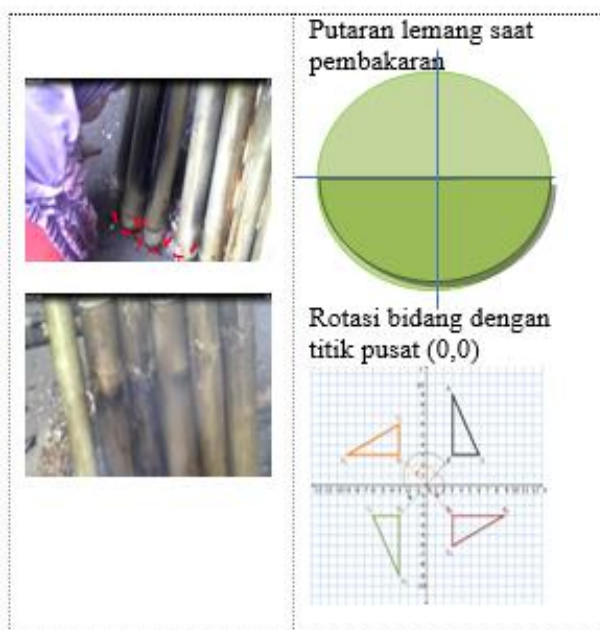 Putaran lemang saat
pembakaran
Rotasi bidang dengan
titik pusat (0,0)